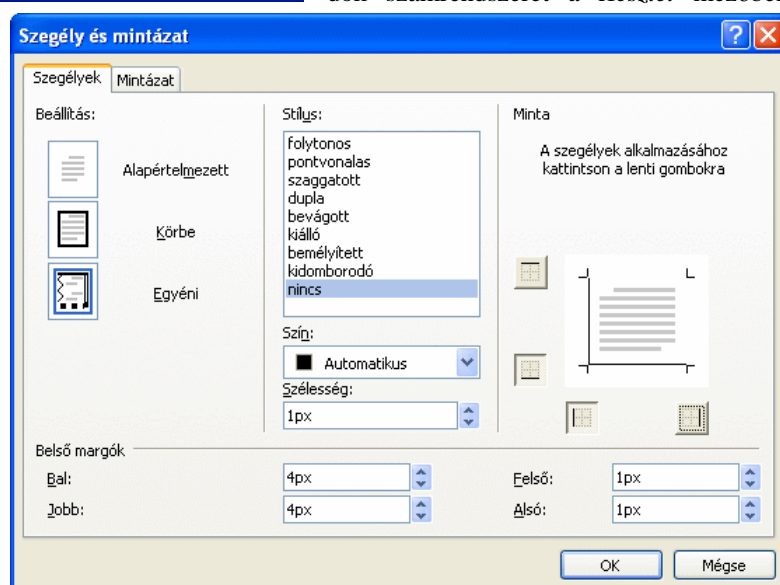 Szegély és mintázat
Szegélyek Mintázat
Beállítás:
Alapértelmezett
Körbe
Egyéni
Stílus:
folytonos
pontvonalas
szaggatott
dupla
bevágott
kiálló
bemélyített
kidomborodó
nincs
Szín:
Automatikus
Szélesség:
1px
Minta
A szegélyek alkalmazásához
kattintson a lenti gombokra
Belső margók
Bal: 4px Felső: 1px
Jobb: 4px Alsó: 1px
OK Mégse